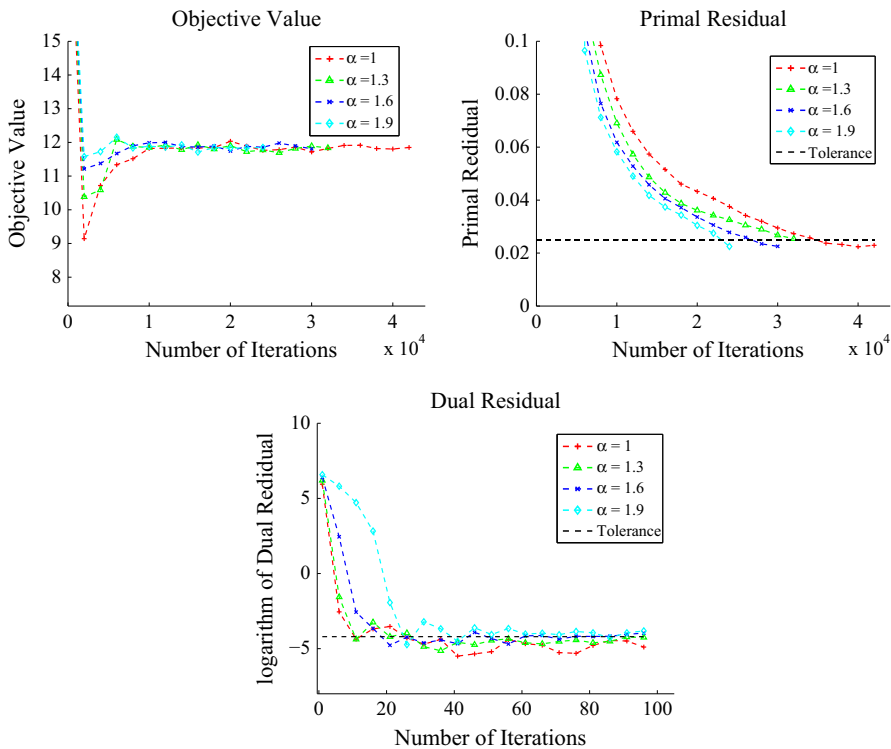 Objective Value
15
14
13
12
11
10
9
8
Objective Value
0
1
2
3
4
x 10^4
Number of Iterations
α =1
α =1.3
α = 1.6
α = 1.9
Primal Residual
0.1
0.08
0.06
0.04
0.02
0
Primal Redidual
0
1
2
3
4
x 10^4
Number of Iterations
α =1
α =1.3
α =1.6
α = 1.9
Tolerance
Dual Residual
10
5
0
−5
logarithm of Dual Redidual
0
20
40
60
80
100
Number of Iterations
α = 1
α = 1.3
α = 1.6
α = 1.9
Tolerance